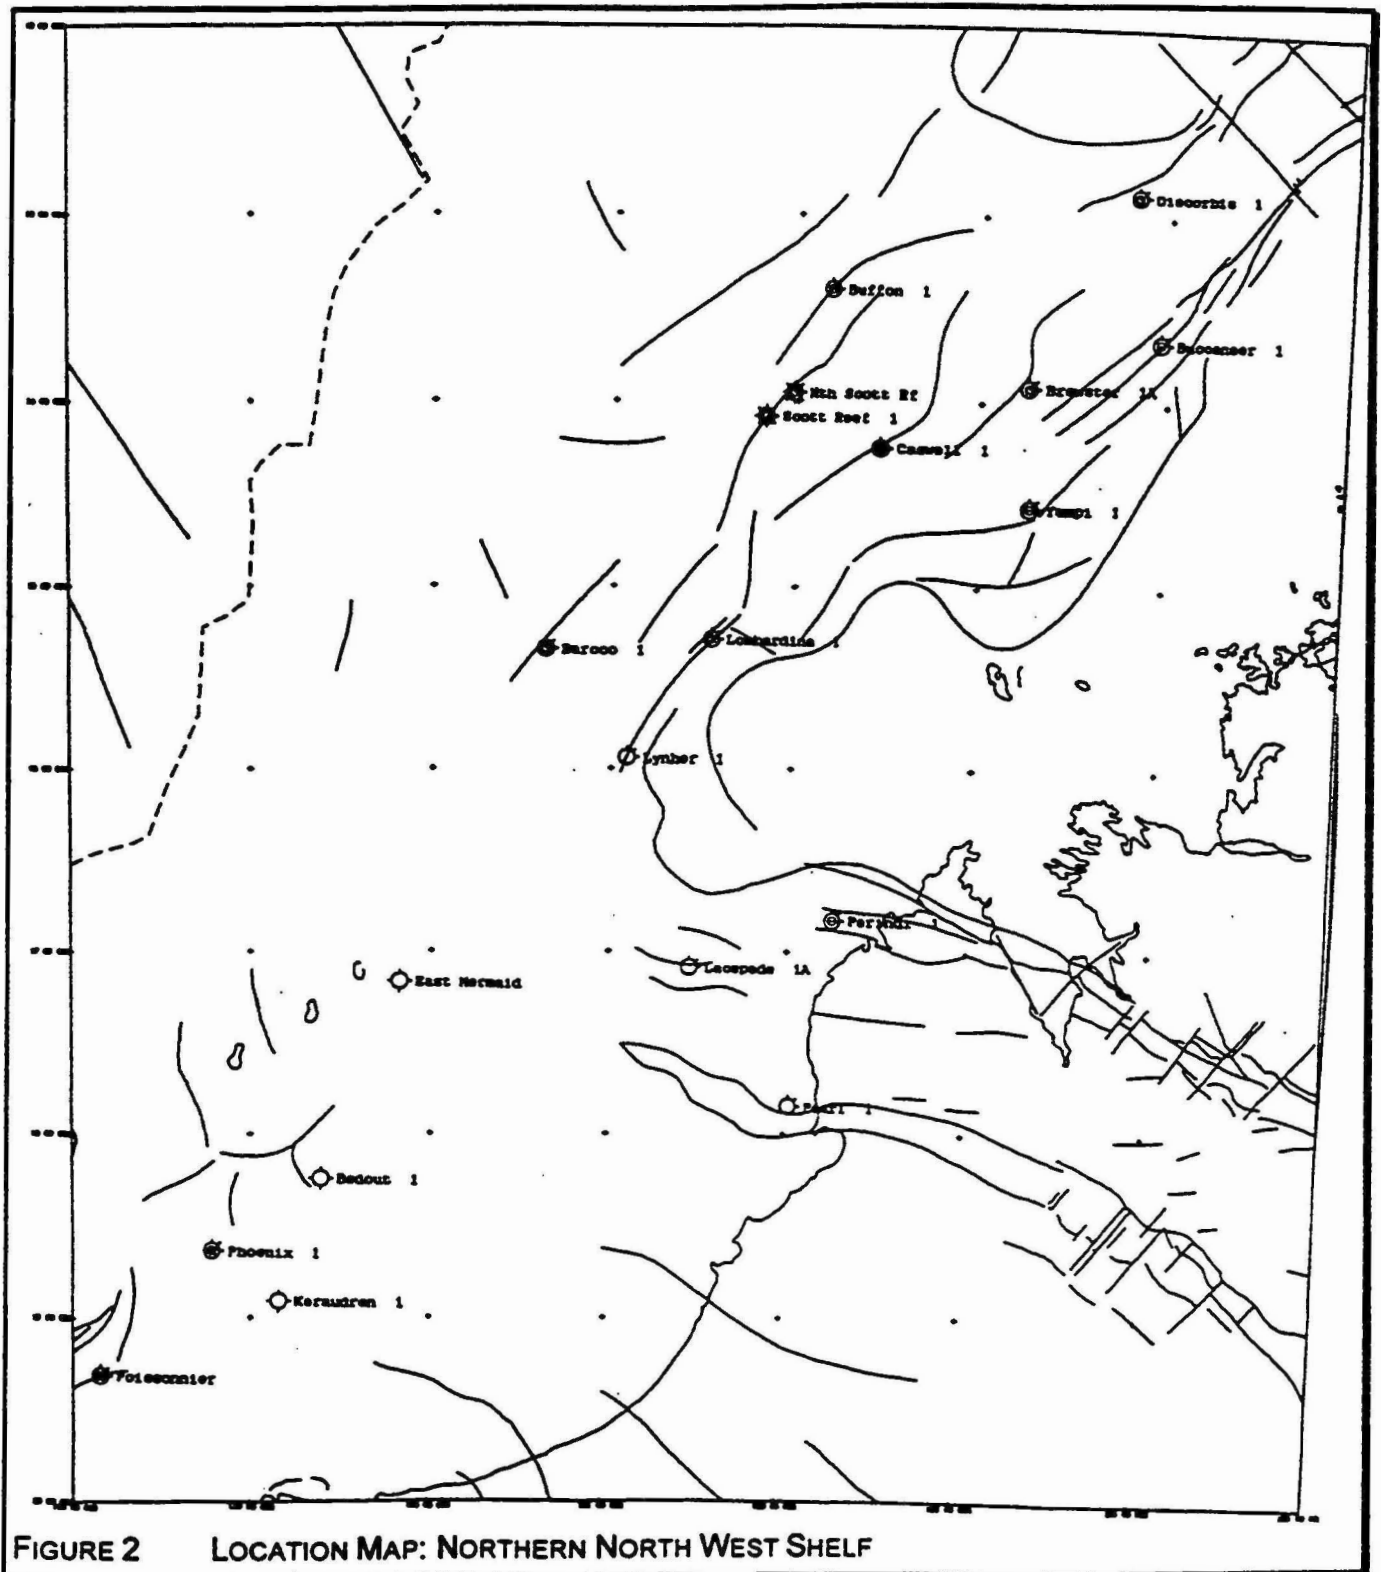 Discorbis 1
Buffon 1
Buccaneer 1
Nth Scott Rf
Brewster 1A
Scott Reef 1
Caswell 1
Yampi 1
Barcoo 1
Lombardina 1
Lynher 1
Perindi 1
Lacepede 1A
East Mermaid
Pearl 1
Bedout 1
Phoenix 1
Keraudren 1
Poissonnier
FIGURE 2 LOCATION MAP: NORTHERN NORTH WEST SHELF